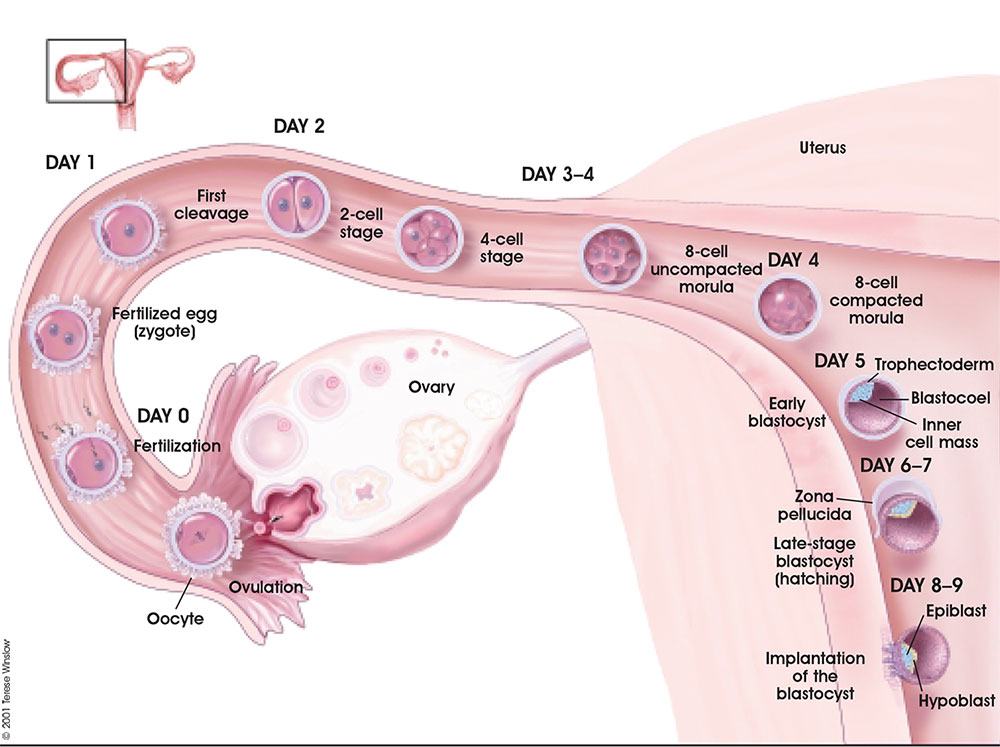 DAY 0
Fertilization
Ovulation
Oocyte
Fertilized egg
(zygote)
DAY 1
First
cleavage
DAY 2
2-cell
stage
4-cell
stage
DAY 3–4
8-cell
uncompacted
morula
Uterus
DAY 4
8-cell
compacted
morula
Ovary
DAY 5
Trophectoderm
Blastocoel
Inner
cell mass
Early
blastocyst
DAY 6–7
Zona
pellucida
Late-stage
blastocyst
(hatching)
DAY 8–9
Epiblast
Hypoblast
Implantation
of the
blastocyst
© 2001 Terese Winslow